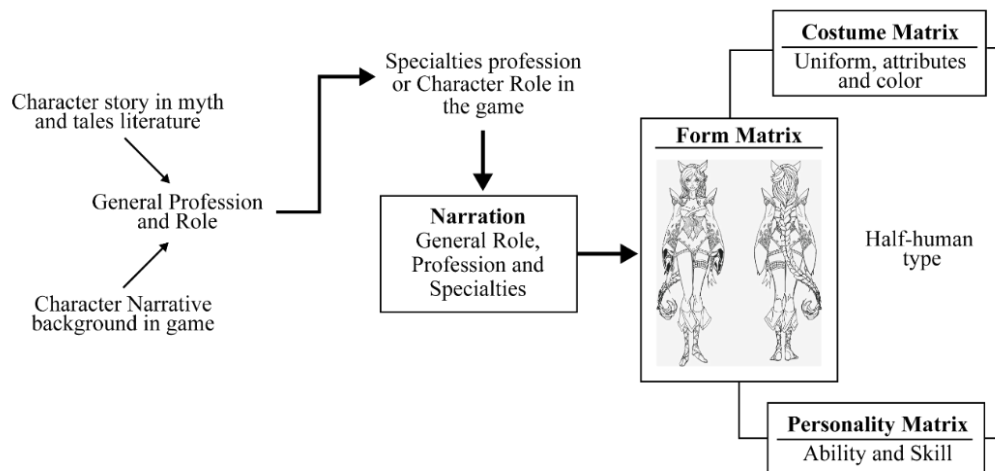 Character story in myth
and tales literature
General Profession
and Role
Character Narrative
background in game
Specialties profession
or Character Role in
the game
Narration
General Role,
Profession and
Specialties
Form Matrix
Half-human
type
Costume Matrix
Uniform, attributes
and color
Personality Matrix
Ability and Skill